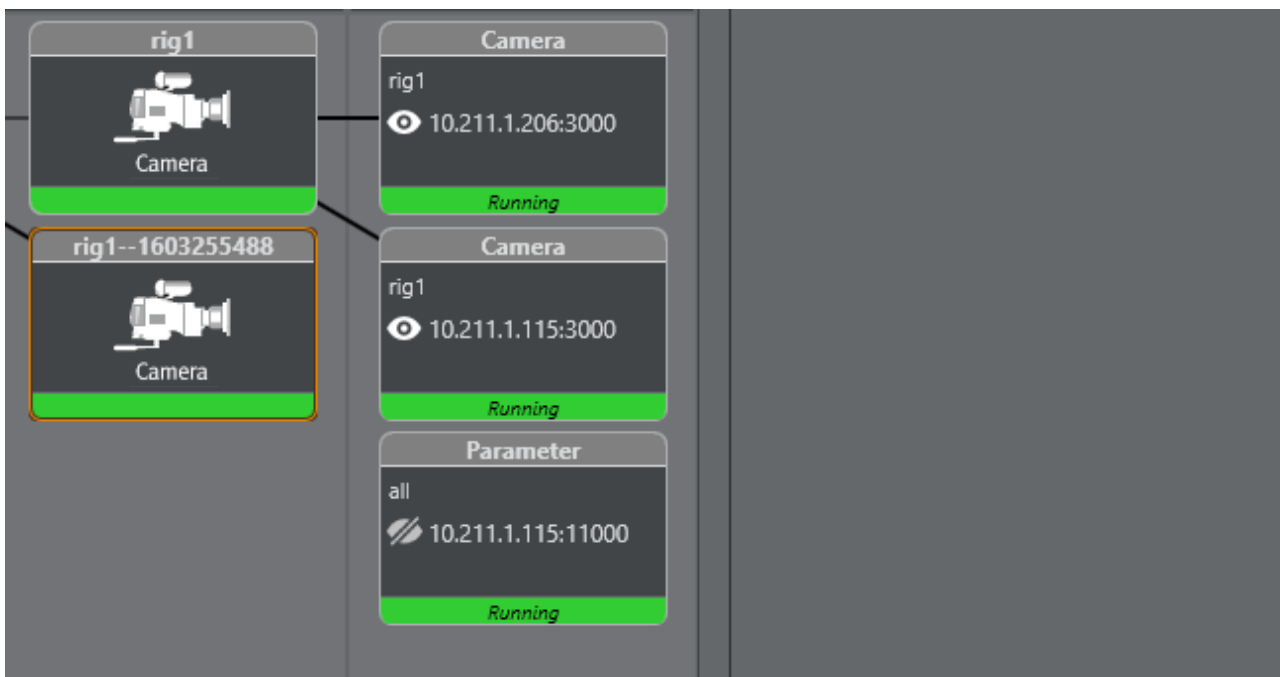 rig1
Camera
Camera
rig1
10.211.1.206:3000
Running
rig1--1603255488
Camera
Camera
rig1
10.211.1.115:3000
Running
Parameter
all
10.211.1.115:11000
Running